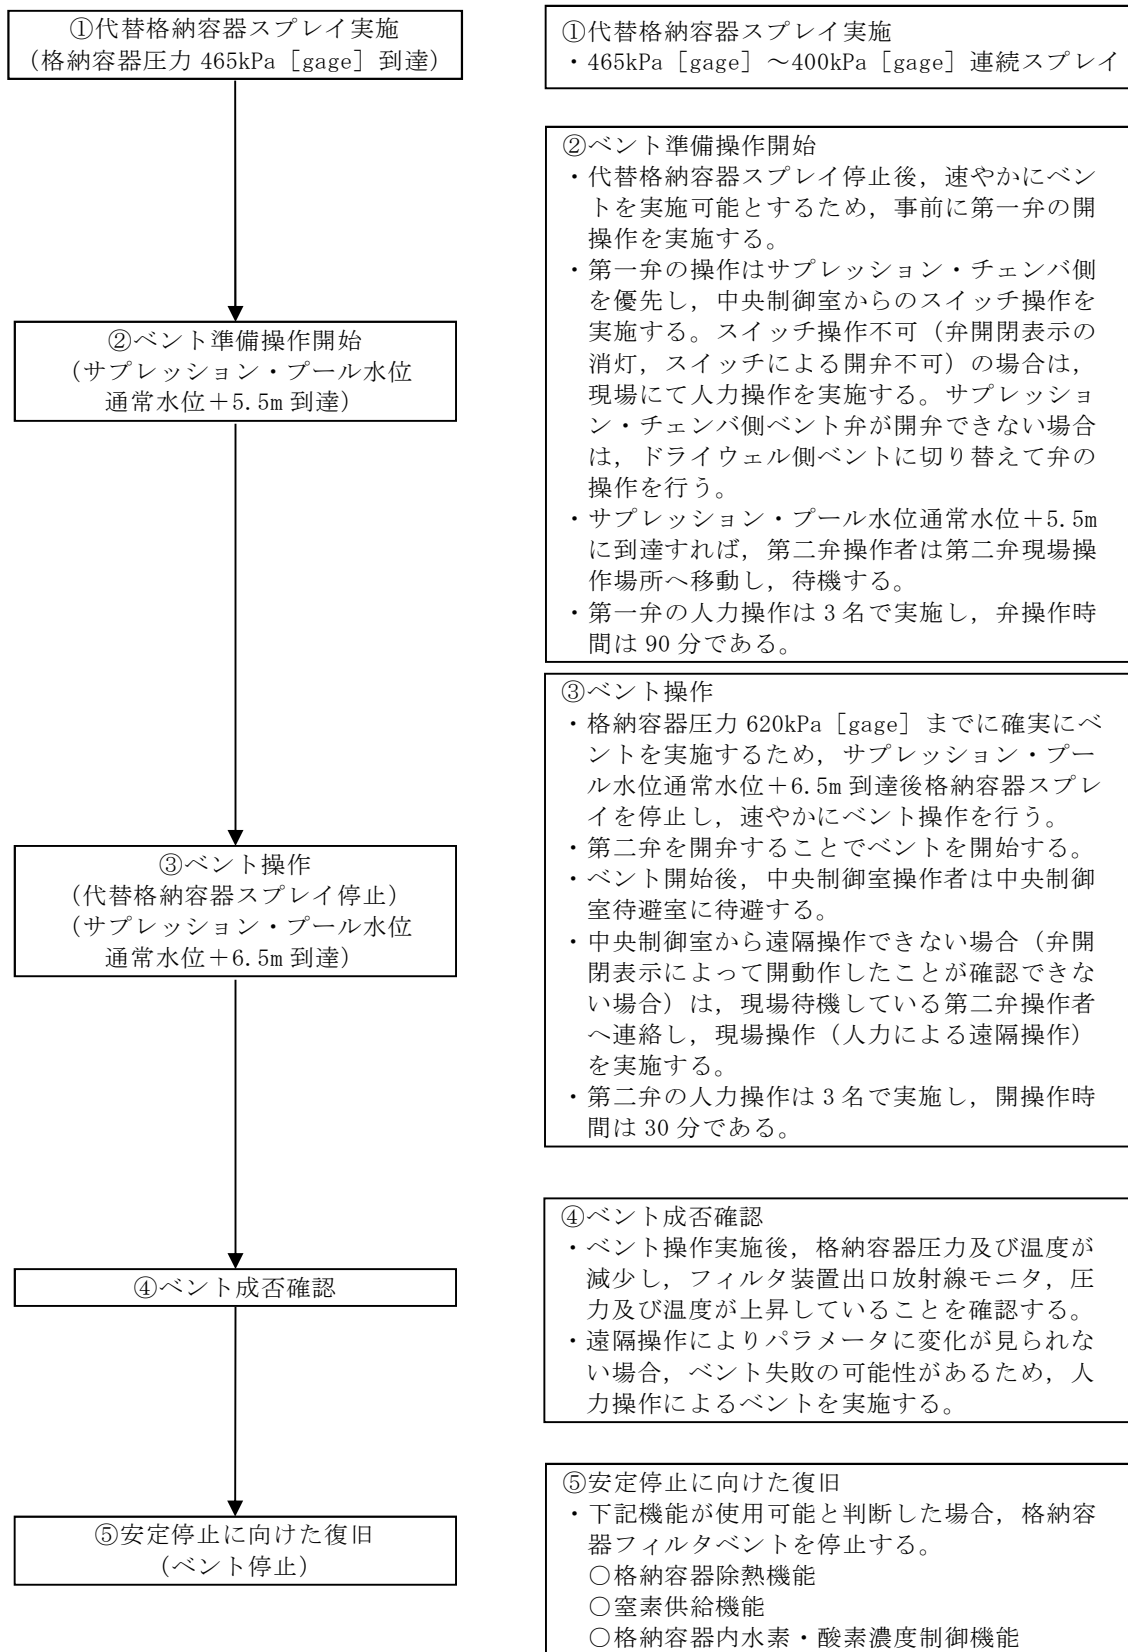 ①代替格納容器スプレイ実施
(格納容器圧力 465kPa［gage］到達)
②ベント準備操作開始
(サプレッション・プール水位
通常水位＋5.5m 到達)
③ベント操作
(代替格納容器スプレイ停止)
(サプレッション・プール水位
通常水位＋6.5m 到達)
④ベント成否確認
⑤安定停止に向けた復旧
(ベント停止)
①代替格納容器スプレイ実施
・465kPa［gage］～400kPa［gage］連続スプレイ
②ベント準備操作開始
・代替格納容器スプレイ停止後，速やかにベン
トを実施可能とするため，事前に第一弁の開
操作を実施する。
・第一弁の操作はサプレッション・チェンバ側
を優先し，中央制御室からのスイッチ操作を
実施する。スイッチ操作不可（弁開閉表示の
消灯，スイッチによる開弁不可）の場合は，
現場にて人力操作を実施する。サプレッショ
ン・チェンバ側ベント弁が開弁できない場合
は，ドライウェル側ベントに切り替えて弁の
操作を行う。
・サプレッション・プール水位通常水位＋5.5m
に到達すれば，第二弁操作者は第二弁現場操
作場所へ移動し，待機する。
・第一弁の人力操作は 3 名で実施し，弁操作時
間は 90 分である。
③ベント操作
・格納容器圧力 620kPa［gage］までに確実にベ
ントを実施するため，サプレッション・プー
ル水位通常水位＋6.5m 到達後格納容器スプレ
イを停止し，速やかにベント操作を行う。
・第二弁を開弁することでベントを開始する。
・ベント開始後，中央制御室操作者は中央制御
室待避室に待避する。
・中央制御室から遠隔操作できない場合（弁開
閉表示によって開動作したことが確認できな
い場合）は，現場待機している第二弁操作者
へ連絡し，現場操作（人力による遠隔操作）
を実施する。
・第二弁の人力操作は 3 名で実施し，開操作時
間は 30 分である。
④ベント成否確認
・ベント操作実施後，格納容器圧力及び温度が
減少し，フィルタ装置出口放射線モニタ，圧
力及び温度が上昇していることを確認する。
・遠隔操作によりパラメータに変化が見られな
い場合，ベント失敗の可能性があるため，人
力操作によるベントを実施する。
⑤安定停止に向けた復旧
・下記機能が使用可能と判断した場合，格納容
器フィルタベントを停止する。
○格納容器除熱機能
○窒素供給機能
○格納容器内水素・酸素濃度制御機能